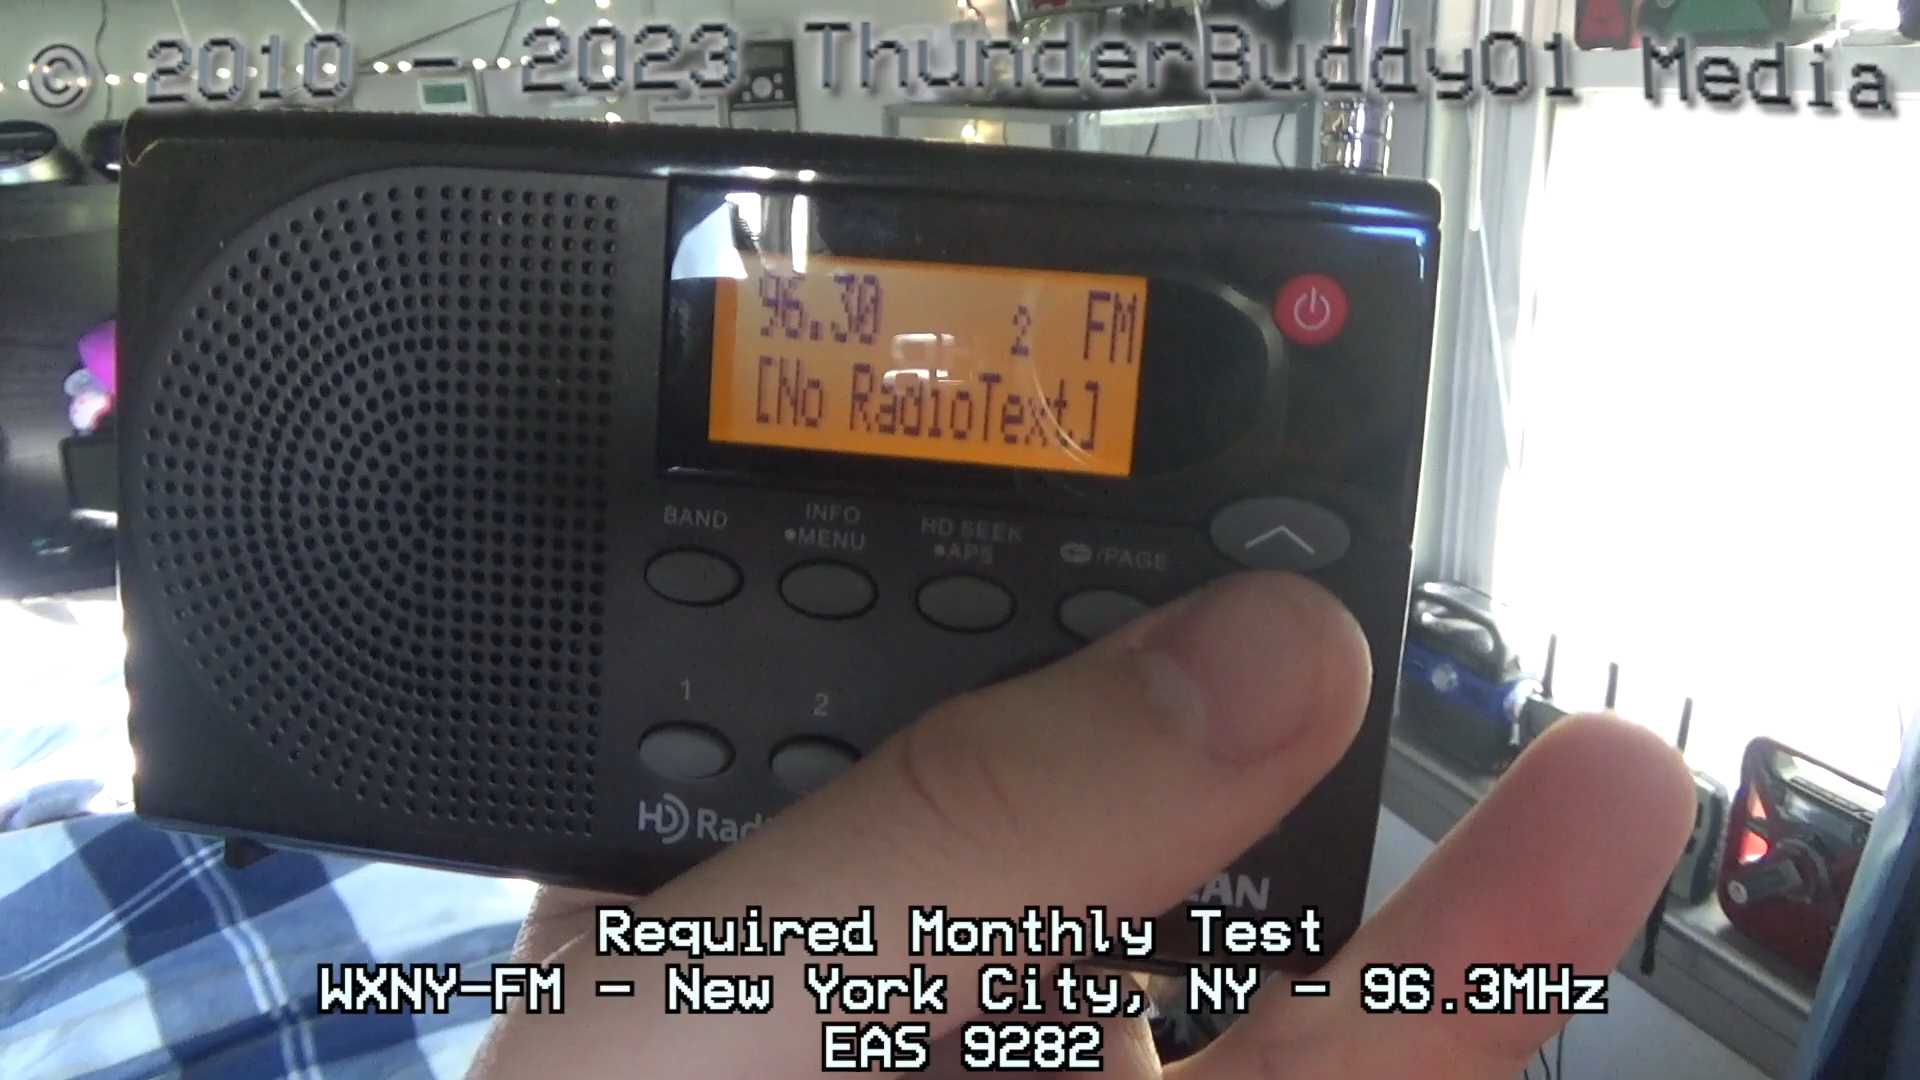 © 2010 - 2023 ThunderBuddy01 Media
96.30 2 FM
[No RadioText]
BAND
INFO
•MENU
HD SEEK
•APS
/PAGE
1 2
HD Rad
Required Monthly Test
WXNY-FM - New York City, NY - 96.3MHz
EAS 9282